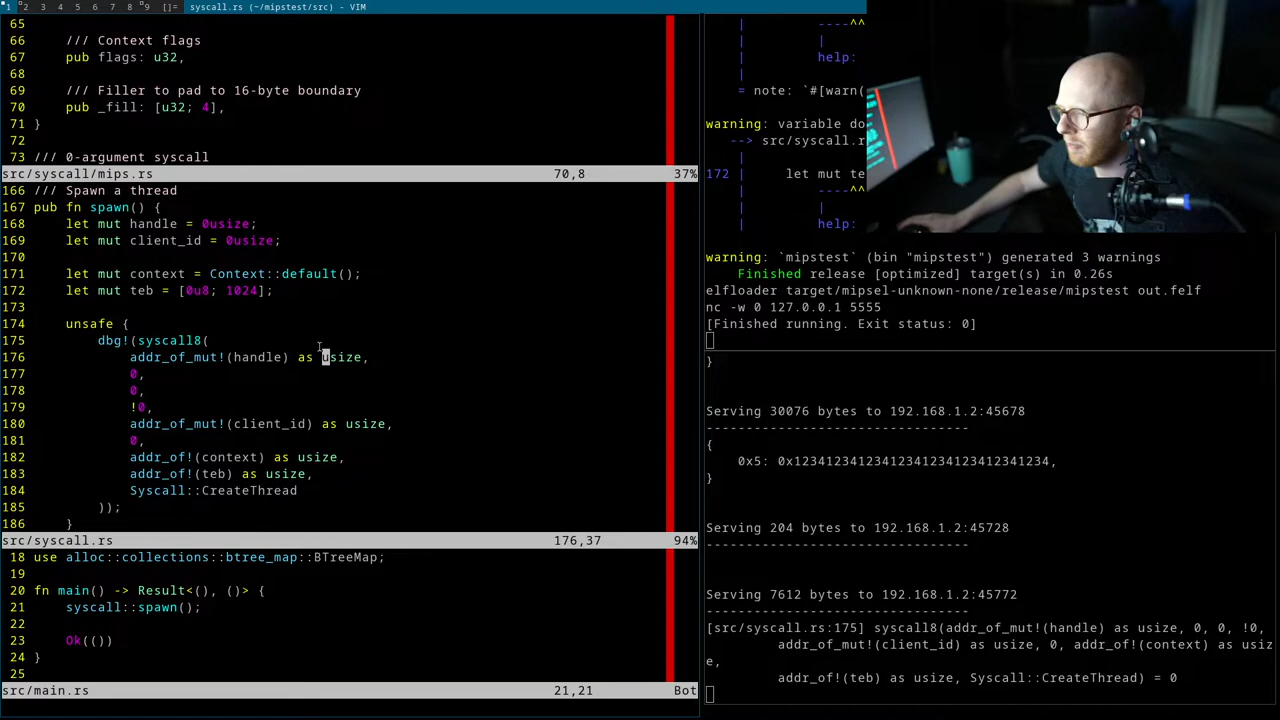 1 2 3 4 5 6 7 8 9 []= syscall.rs (~/mipstest/src) - VIM
65
66     /// Context flags
67     pub flags: u32,
68
69     /// Filler to pad to 16-byte boundary
70     pub _fill: [u32; 4],
71 }
72
73 /// 0-argument syscall
src/syscall/mips.rs 70,8 37%
166 /// Spawn a thread
167 pub fn spawn() {
168     let mut handle = 0usize;
169     let mut client_id = 0usize;
170
171     let mut context = Context::default();
172     let mut teb = [0u8; 1024];
173
174     unsafe {
175         dbg!(syscall8(
176             addr_of_mut!(handle) as usize,
177             0,
178             0,
179             !0,
180             addr_of_mut!(client_id) as usize,
181             0,
182             addr_of!(context) as usize,
183             addr_of!(teb) as usize,
184             Syscall::CreateThread
185         ));
186     }
src/syscall.rs 176,37 94%
18 use alloc::collections::btree_map::BTreeMap;
19
20 fn main() -> Result<(), ()> {
21     syscall::spawn();
22
23     Ok(())
24 }
25
src/main.rs 21,21 Bot
|         ----^^
|         |
|         help:
|
= note: `#[warn(
warning: variable do
--> src/syscall.r
|
172 |     let mut te
|         ----^^
|         |
|         help:
warning: `mipstest` (bin "mipstest") generated 3 warnings
Finished release [optimized] target(s) in 0.26s
elfloader target/mipsel-unknown-none/release/mipstest out.felf
nc -w 0 127.0.0.1 5555
[Finished running. Exit status: 0]
}
Serving 30076 bytes to 192.168.1.2:45678
---------------------------------
{
    0x5: 0x12341234123412341234123412341234,
}
Serving 204 bytes to 192.168.1.2:45728
---------------------------------
Serving 7612 bytes to 192.168.1.2:45772
---------------------------------
[src/syscall.rs:175] syscall8(addr_of_mut!(handle) as usize, 0, 0, !0,
addr_of_mut!(client_id) as usize, 0, addr_of!(context) as usiz
e,
addr_of!(teb) as usize, Syscall::CreateThread) = 0